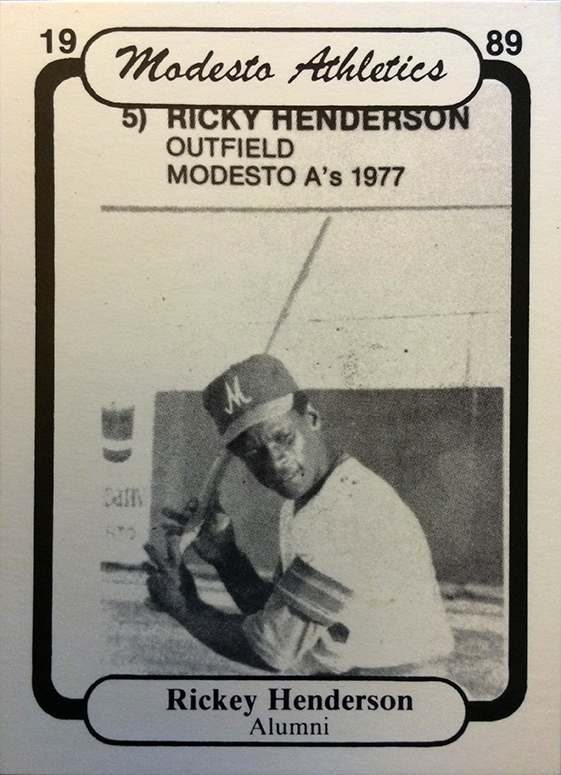 19 Modesto Athletics 89
5) RICKY HENDERSON
OUTFIELD
MODESTO A's 1977
M
Rickey Henderson
Alumni